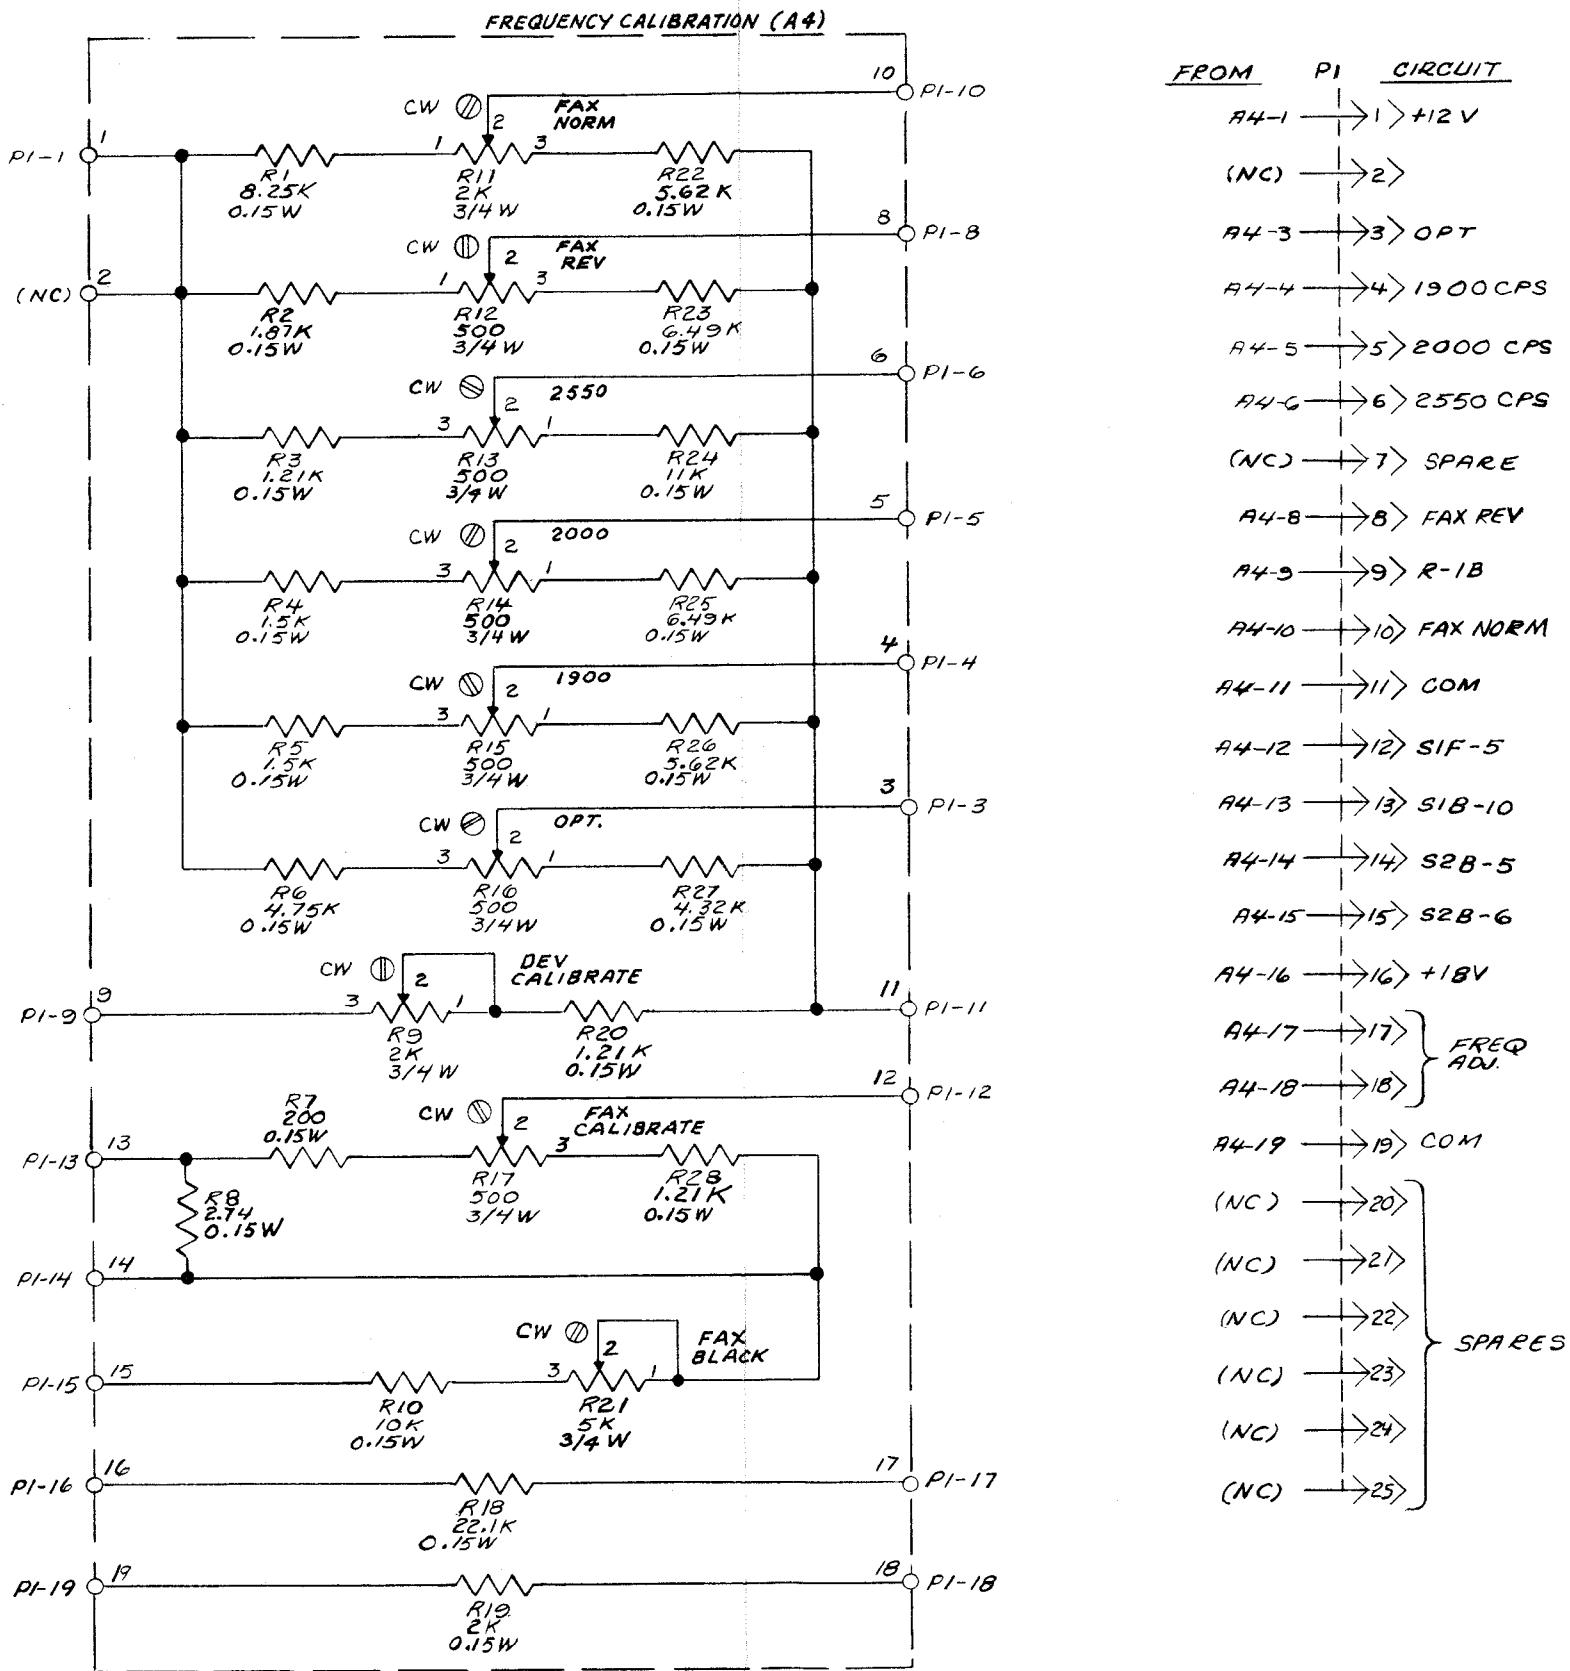 FREQUENCY CALIBRATION (A4)
10
P1-10
CW
FAX
NORM
2
P1-1
1
1
3
R1
8.25K
0.15W
R11
2K
3/4 W
R22
5.62 K
0.15W
8
P1-8
CW
FAX
REV
2
(NC)
2
1
3
R2
1.87K
0.15W
R12
500
3/4 W
R23
6.49K
0.15W
6
P1-6
CW
2550
2
3
1
R3
1.21K
0.15W
R13
500
3/4 W
R24
11K
0.15W
5
P1-5
CW
2000
2
3
1
R4
1.5K
0.15W
R14
500
3/4 W
R25
6.49K
0.15W
4
P1-4
CW
1900
2
3
1
R5
1.5K
0.15W
R15
500
3/4 W
R26
5.62K
0.15W
3
P1-3
CW
OPT.
2
3
1
R6
4.75K
0.15W
R16
500
3/4 W
R27
4.32K
0.15W
CW
2
DEV
CALIBRATE
P1-9
9
3
1
11
P1-11
R9
2K
3/4 W
R20
1.21K
0.15W
12
P1-12
R7
200
0.15W
CW
2
FAX
CALIBRATE
P1-13
13
3
R17
500
3/4 W
R28
1.21K
0.15W
R8
2.74
0.15W
P1-14
14
CW
2
FAX
BLACK
P1-15
15
3
1
R10
10K
0.15W
R21
5K
3/4 W
P1-16
16
17
P1-17
R18
22.1K
0.15W
P1-19
19
18
P1-18
R19
2K
0.15W
FROM P1 CIRCUIT
A4-1 1 +12V
(NC) 2
A4-3 3 OPT
A4-4 4 1900CPS
A4-5 5 2000 CPS
A4-6 6 2550 CPS
(NC) 7 SPARE
A4-8 8 FAX REV
A4-9 9 R-1B
A4-10 10 FAX NORM
A4-11 11 COM
A4-12 12 S1F-5
A4-13 13 S1B-10
A4-14 14 S2B-5
A4-15 15 S2B-6
A4-16 16 +18V
A4-17 17
A4-18 18
FREQ
ADJ.
A4-19 19 COM
(NC) 20
(NC) 21
(NC) 22
(NC) 23
(NC) 24
(NC) 25
SPARES